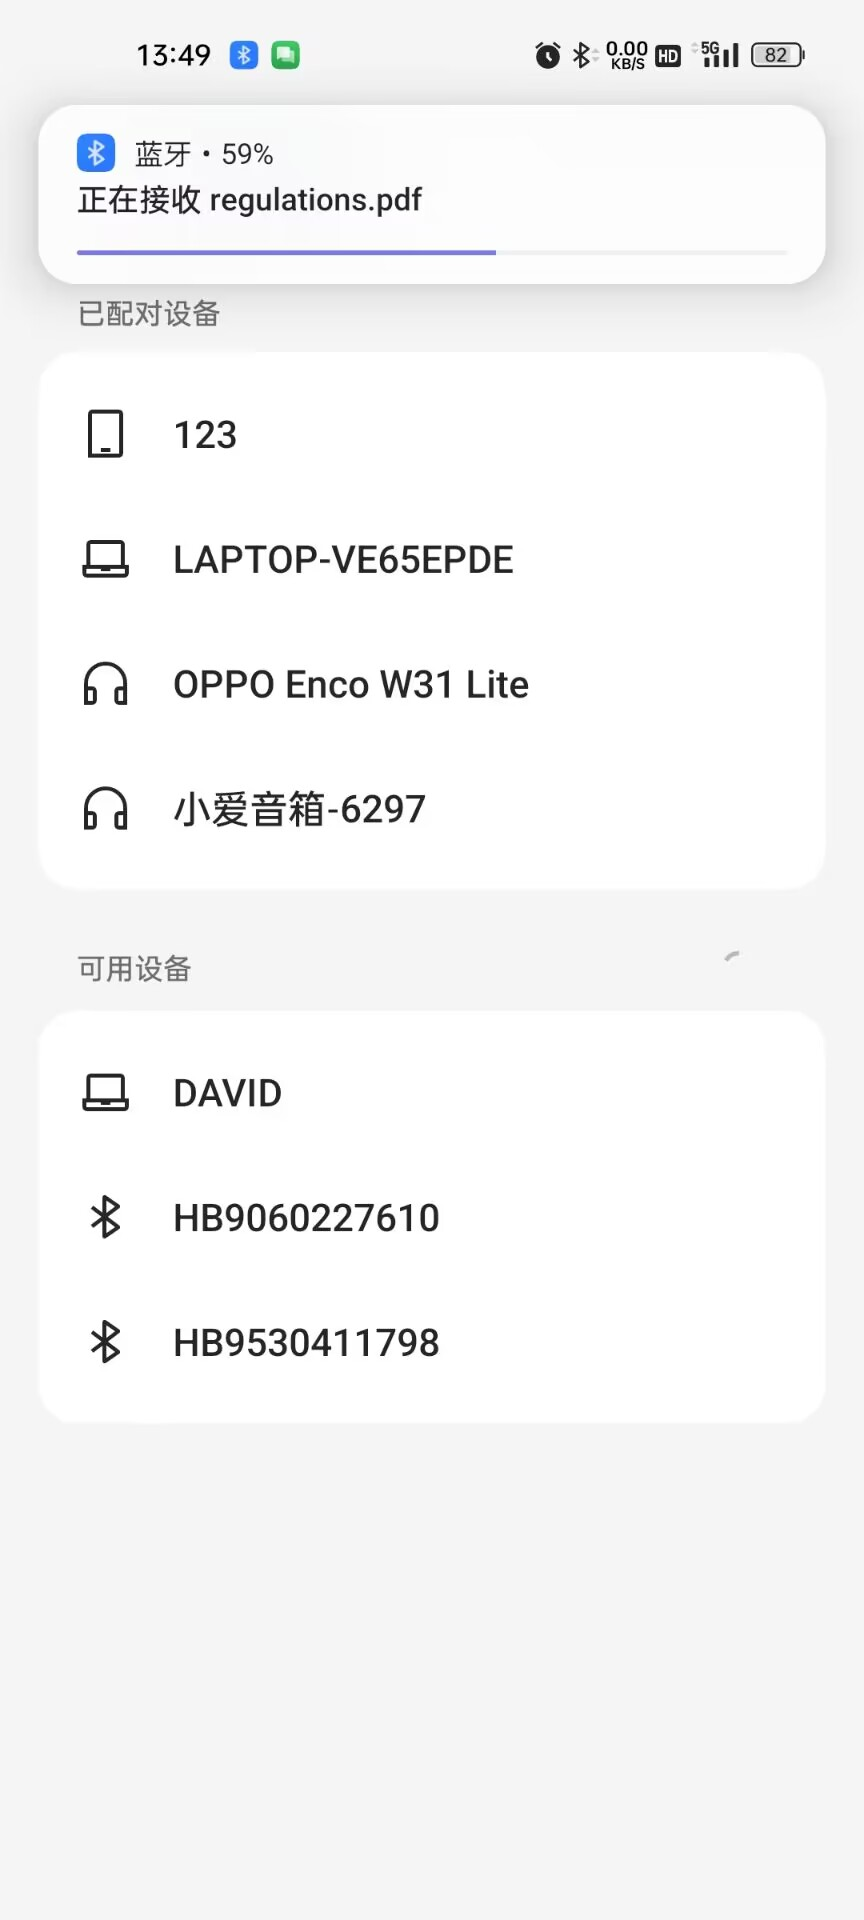 13:49 0.00 KB/S HD 5G 82
蓝牙 • 59%
正在接收 regulations.pdf
已配对设备
123
LAPTOP-VE65EPDE
OPPO Enco W31 Lite
小爱音箱-6297
可用设备
DAVID
HB9060227610
HB9530411798